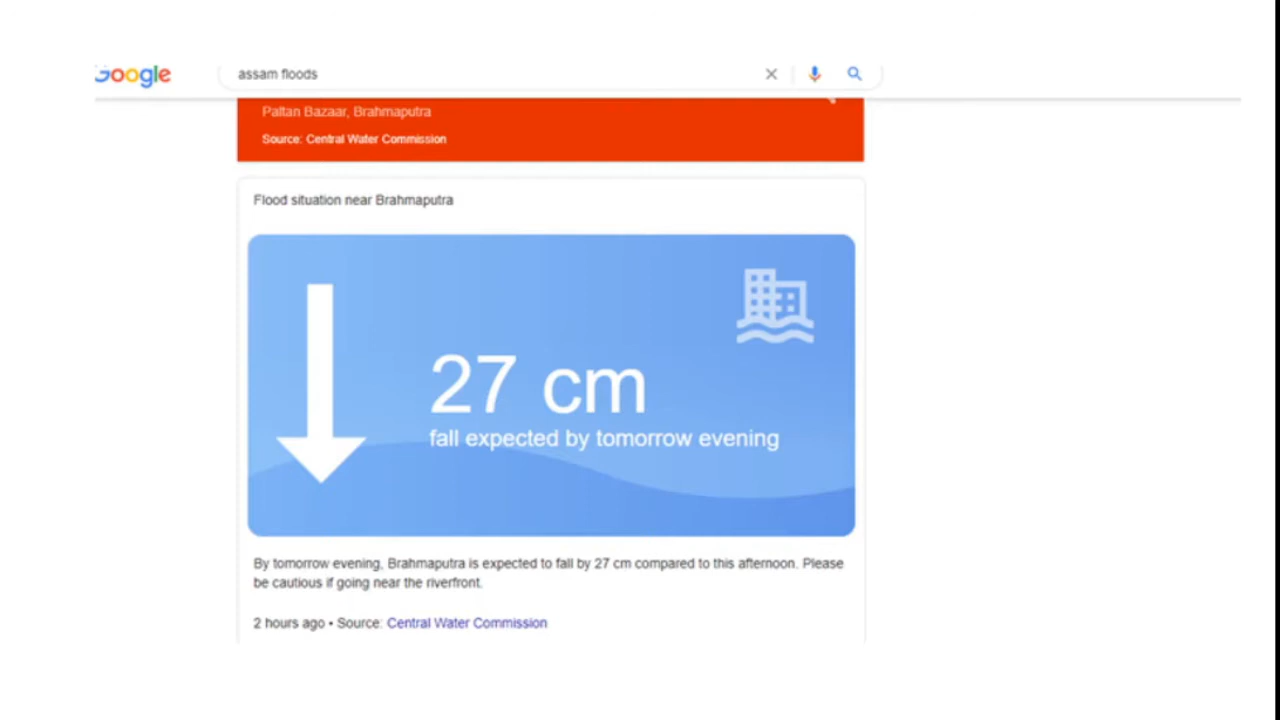 Google
assam floods
Paltan Bazaar, Brahmaputra
Source: Central Water Commission
Flood situation near Brahmaputra
27 cm
fall expected by tomorrow evening
By tomorrow evening, Brahmaputra is expected to fall by 27 cm compared to this afternoon. Please
be cautious if going near the riverfront.
2 hours ago • Source: Central Water Commission